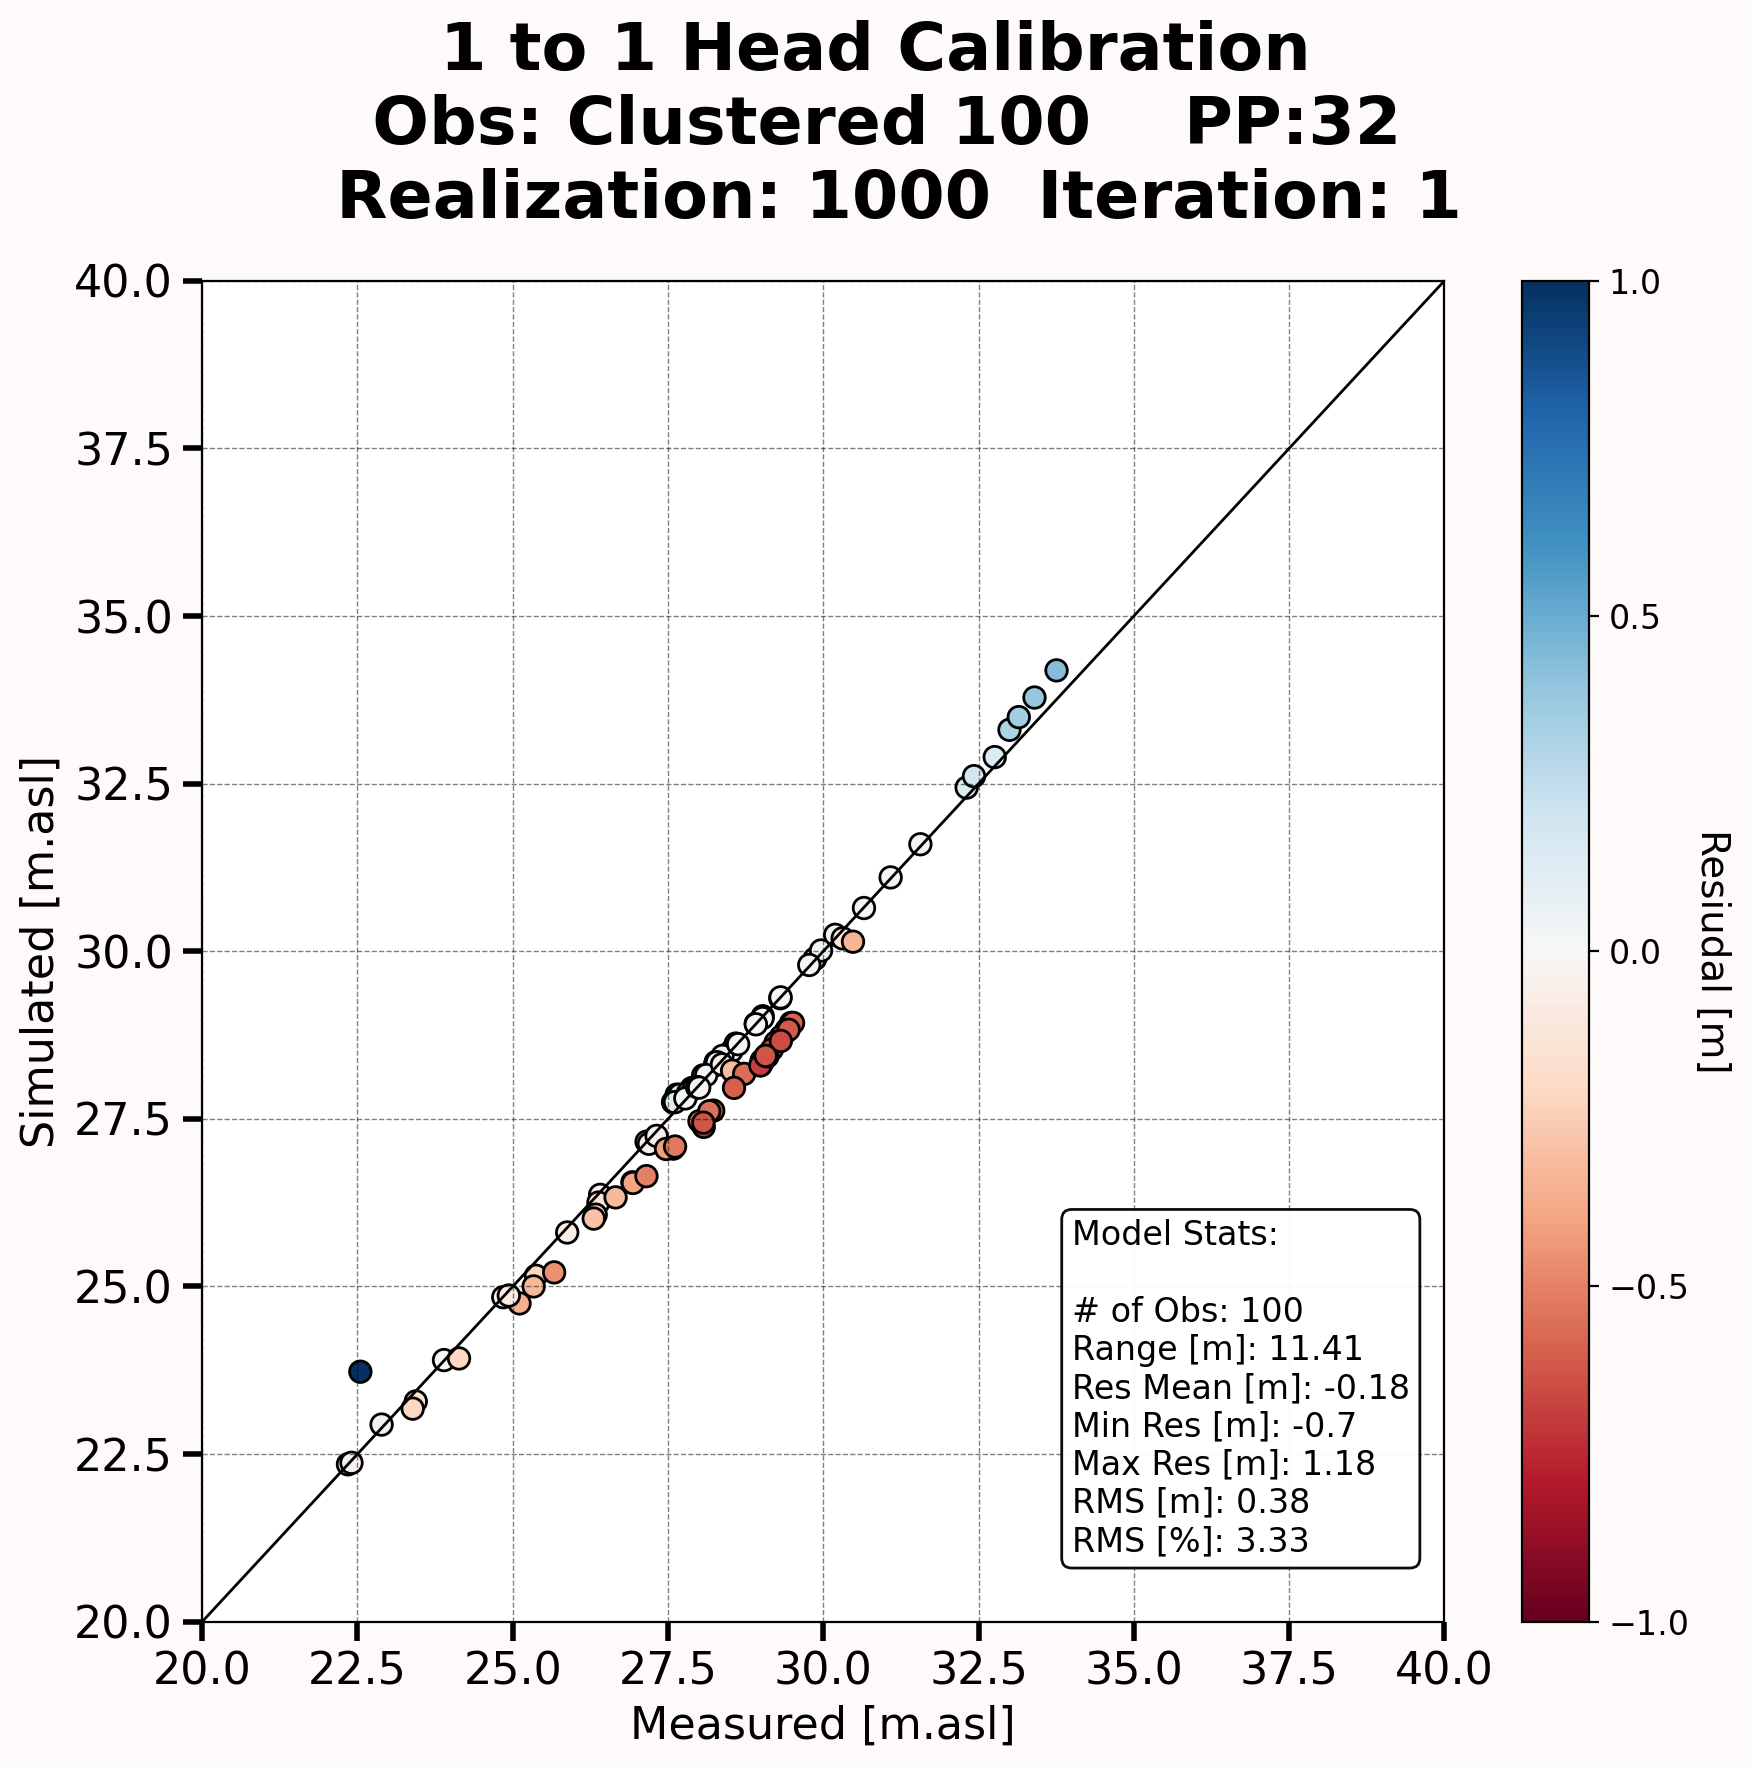 1 to 1 Head Calibration
Obs: Clustered 100    PP:32
Realization: 1000  Iteration: 1
40.0
37.5
35.0
32.5
30.0
27.5
25.0
22.5
20.0
Simulated [m.asl]
20.0 22.5 25.0 27.5 30.0 32.5 35.0 37.5 40.0
Measured [m.asl]
Model Stats:
# of Obs: 100
Range [m]: 11.41
Res Mean [m]: -0.18
Min Res [m]: -0.7
Max Res [m]: 1.18
RMS [m]: 0.38
RMS [%]: 3.33
1.0
0.5
0.0
−0.5
−1.0
Resiudal [m]